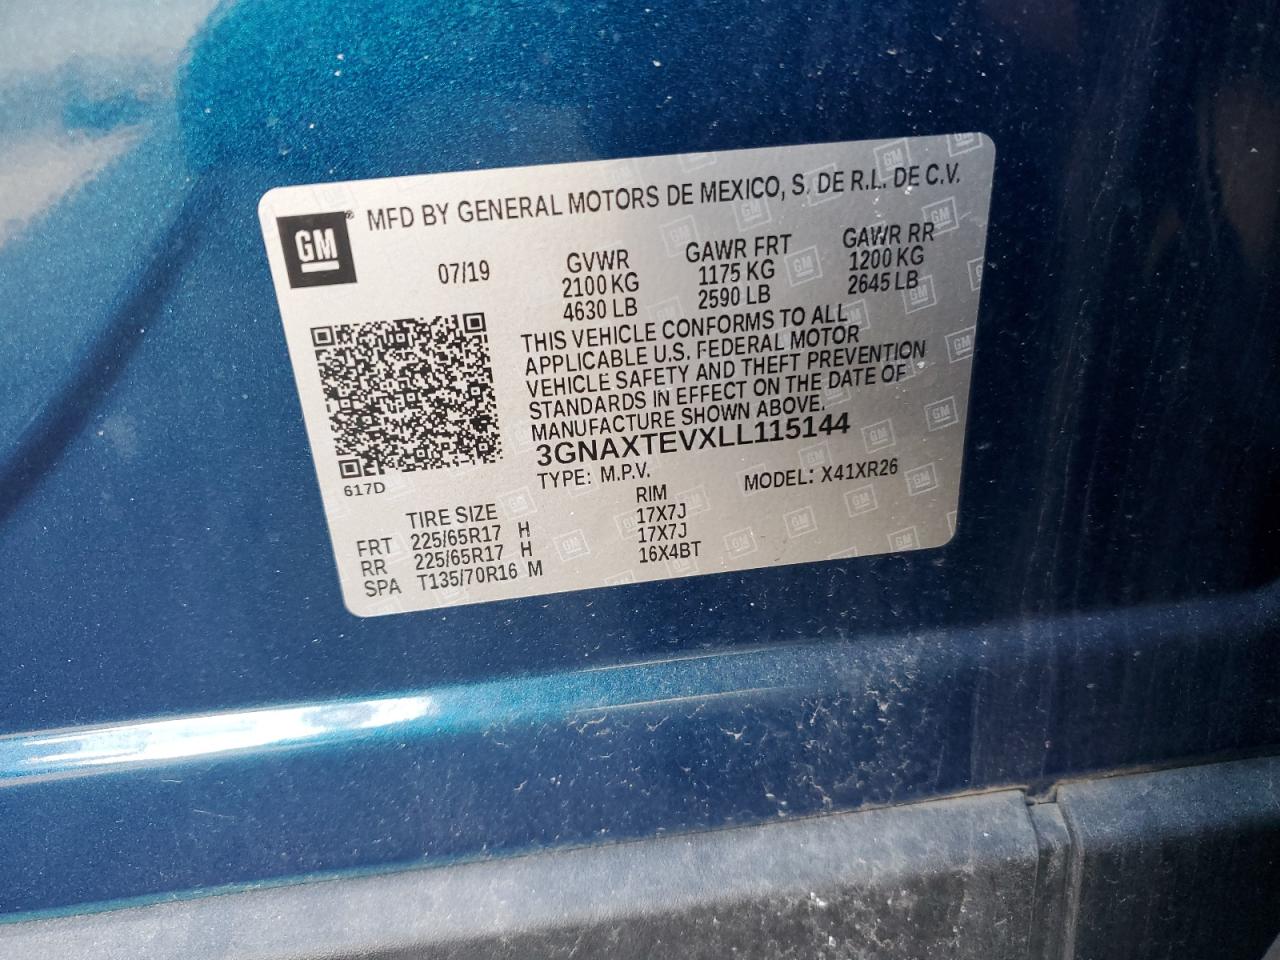 GM® MFD BY GENERAL MOTORS DE MEXICO, S. DE R.L. DE C.V.
07/19 GVWR GAWR FRT GAWR RR
2100 KG 1175 KG 1200 KG
4630 LB 2590 LB 2645 LB
THIS VEHICLE CONFORMS TO ALL
APPLICABLE U.S. FEDERAL MOTOR
VEHICLE SAFETY AND THEFT PREVENTION
STANDARDS IN EFFECT ON THE DATE OF
MANUFACTURE SHOWN ABOVE.
3GNAXTEVXLL115144
617D
TYPE: M.P.V. MODEL: X41XR26
TIRE SIZE RIM
FRT 225/65R17 H 17X7J
RR 225/65R17 H 17X7J
SPA T135/70R16 M 16X4BT